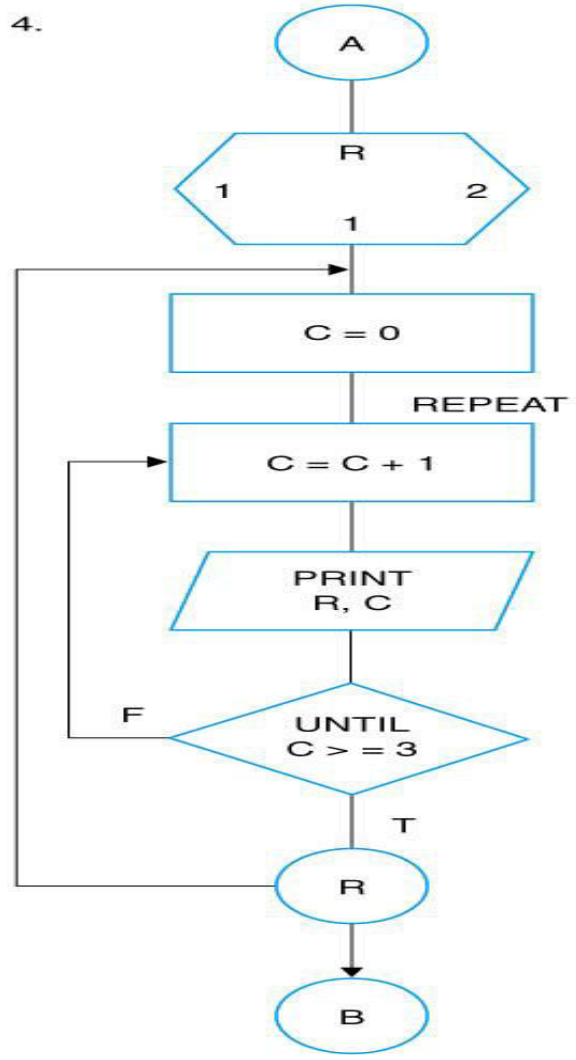 4.
A
R
1 2
1
C = 0
REPEAT
C = C + 1
PRINT
R, C
F
UNTIL
C > = 3
T
R
B